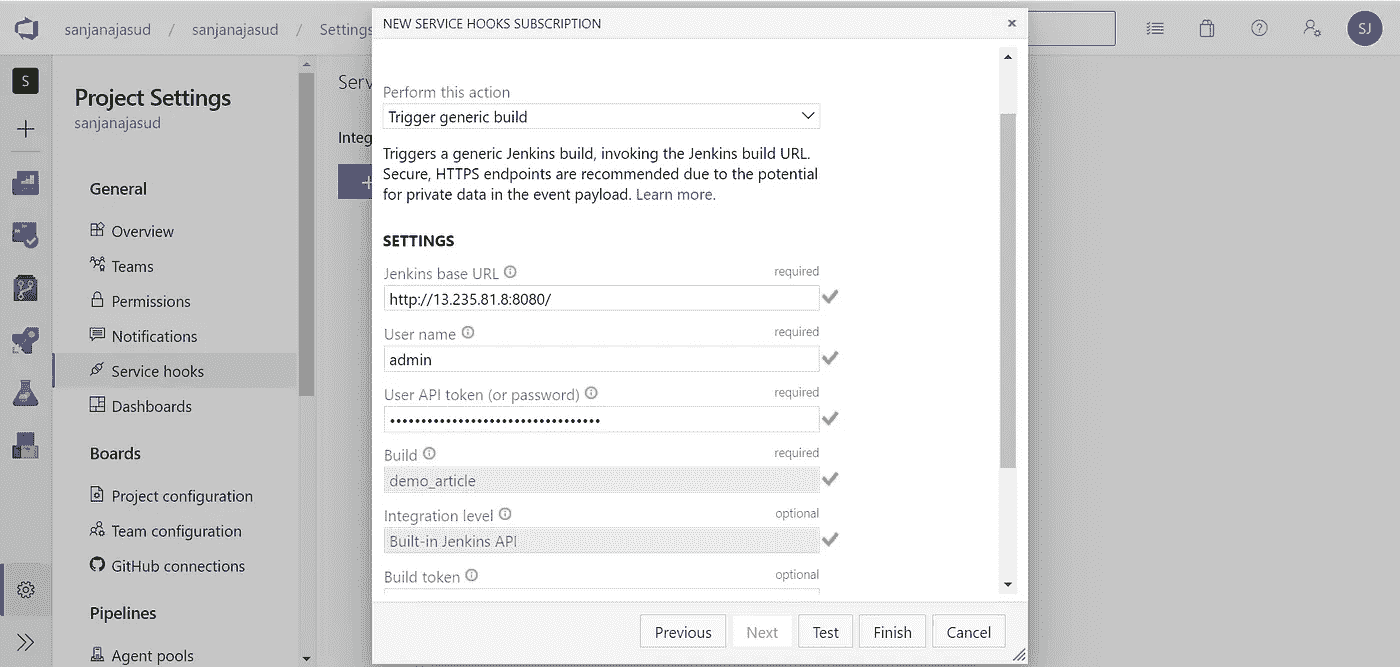 sanjanajasud / sanjanajasud / Settings
SJ
S
Project Settings
sanjanajasud
General
Overview
Teams
Permissions
Notifications
Service hooks
Dashboards
Boards
Project configuration
Team configuration
GitHub connections
Pipelines
Agent pools
Serv
Integ
+
NEW SERVICE HOOKS SUBSCRIPTION
Perform this action
Trigger generic build
Triggers a generic Jenkins build, invoking the Jenkins build URL.
Secure, HTTPS endpoints are recommended due to the potential
for private data in the event payload. Learn more.
SETTINGS
Jenkins base URL required
http://13.235.81.8:8080/
User name required
admin
User API token (or password) required
••••••••••••••••••••••••••••••••••
Build required
demo_article
Integration level optional
Built-in Jenkins API
Build token optional
Previous Next Test Finish Cancel